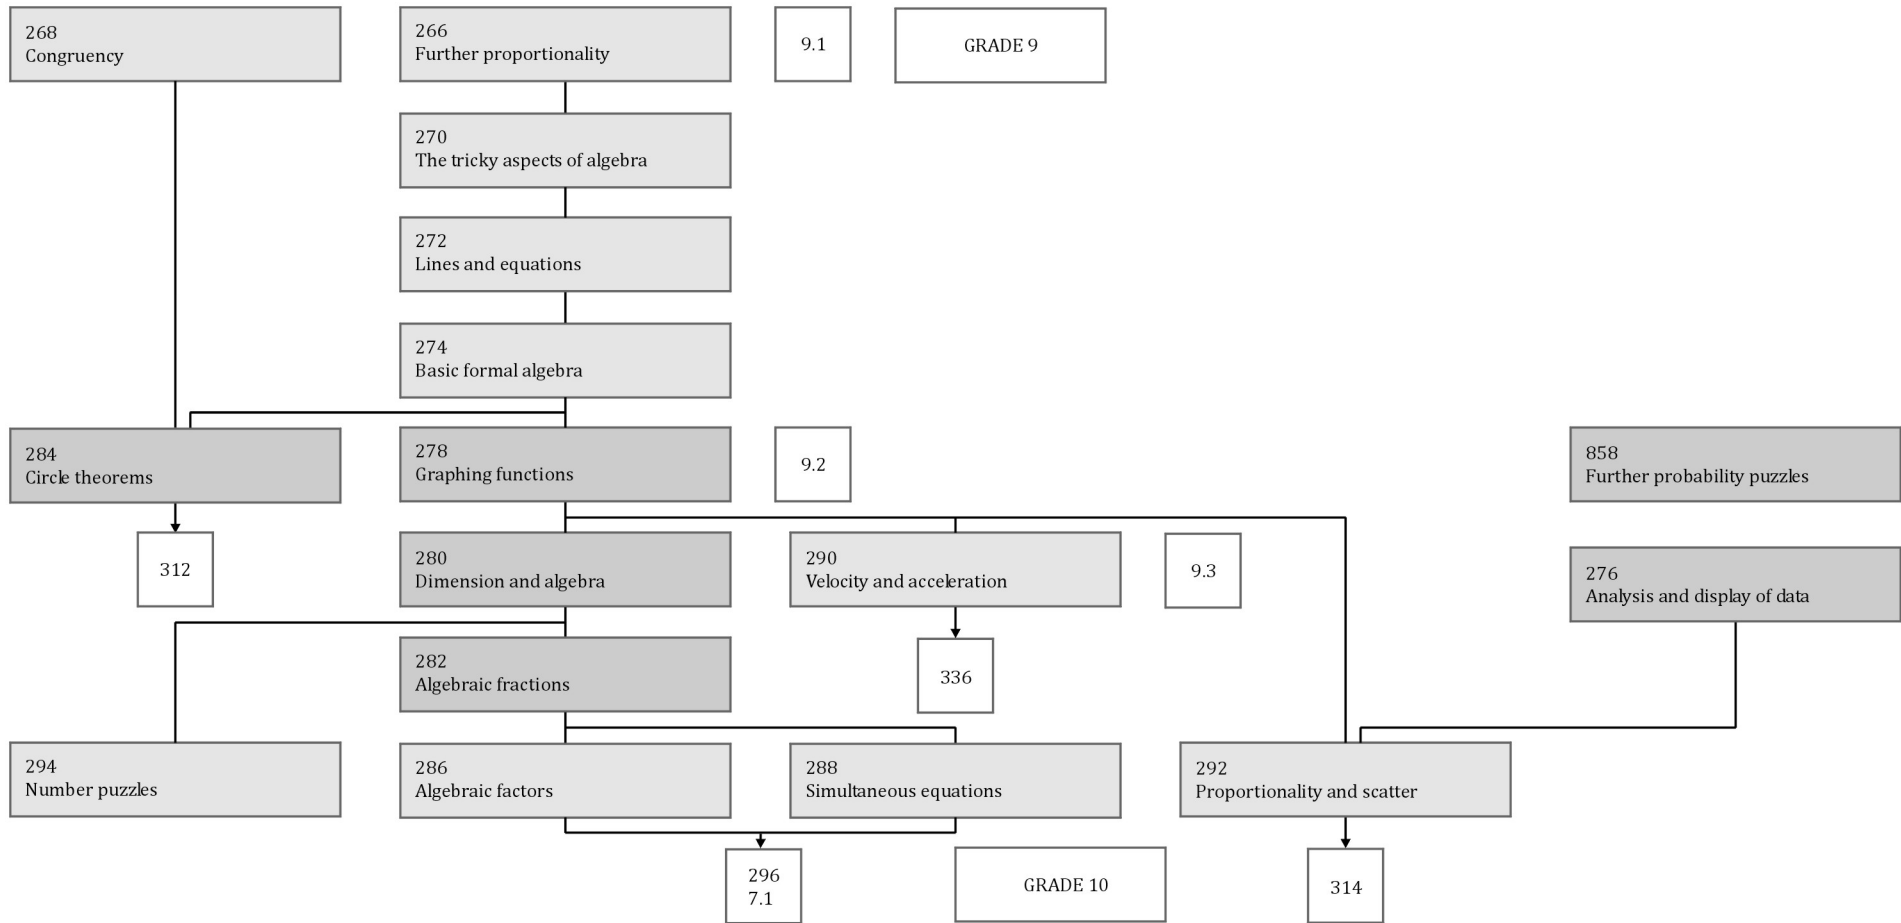 268
Congruency
266
Further proportionality
9.1
GRADE 9
270
The tricky aspects of algebra
272
Lines and equations
274
Basic formal algebra
284
Circle theorems
278
Graphing functions
9.2
858
Further probability puzzles
312
280
Dimension and algebra
290
Velocity and acceleration
9.3
276
Analysis and display of data
282
Algebraic fractions
336
294
Number puzzles
286
Algebraic factors
288
Simultaneous equations
292
Proportionality and scatter
296
7.1
GRADE 10
314